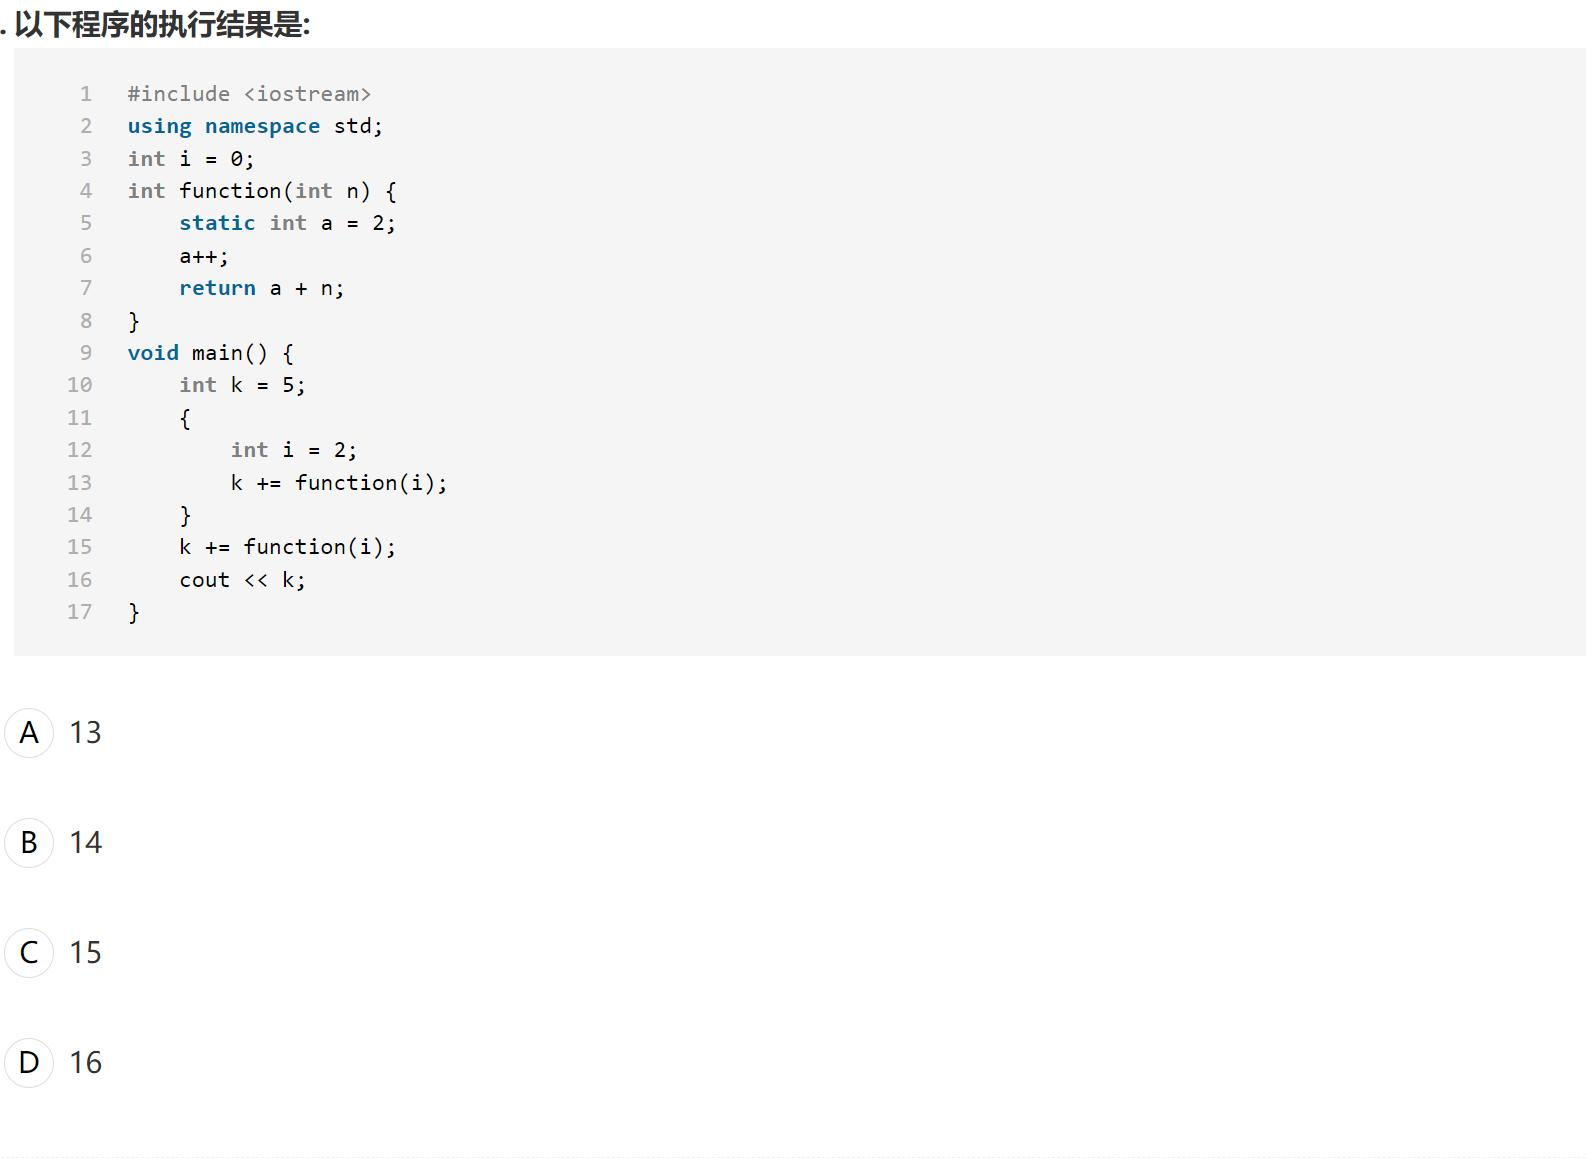 . 以下程序的执行结果是:
1 #include <iostream>
2 using namespace std;
3 int i = 0;
4 int function(int n) {
5     static int a = 2;
6     a++;
7     return a + n;
8 }
9 void main() {
10     int k = 5;
11     {
12         int i = 2;
13         k += function(i);
14     }
15     k += function(i);
16     cout << k;
17 }
A 13
B 14
C 15
D 16